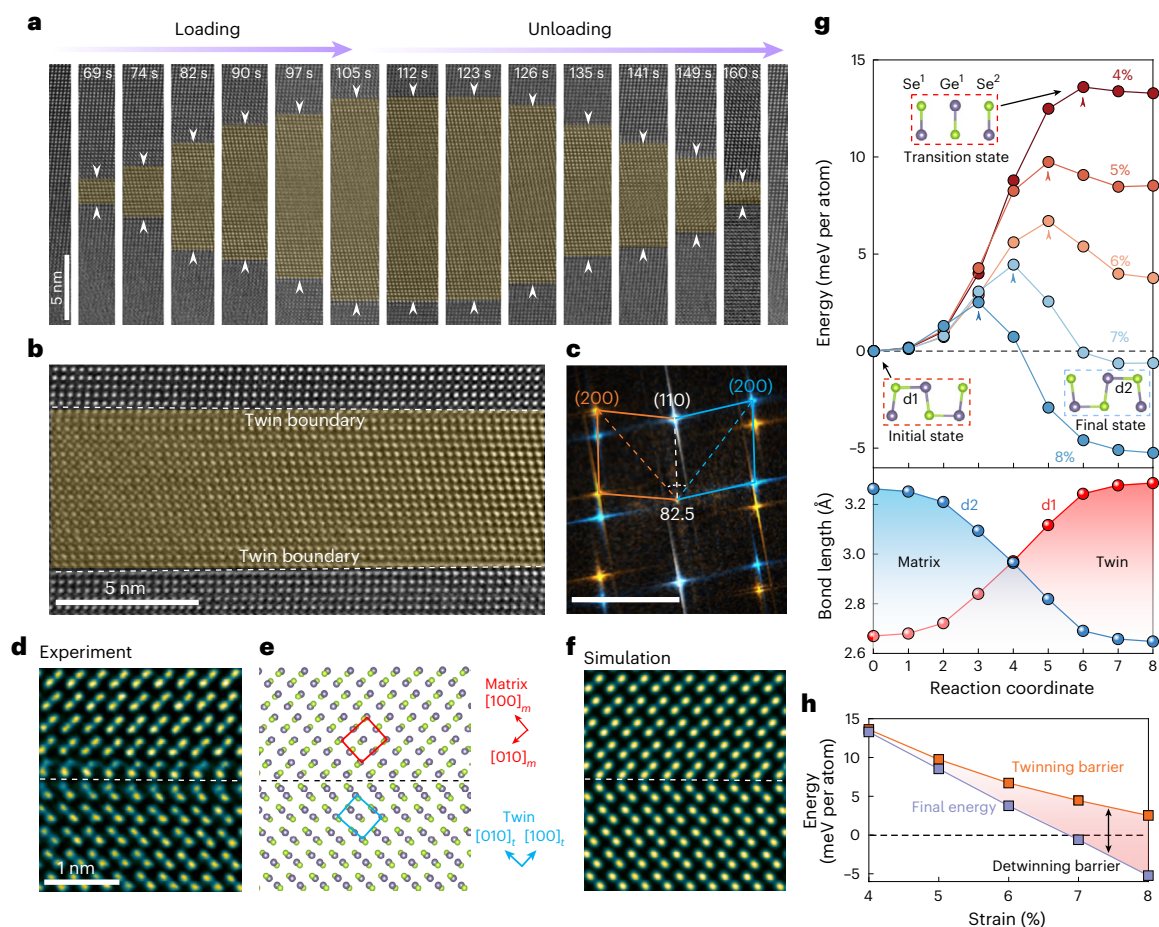 a
Loading
Unloading
69 s
74 s
82 s
90 s
97 s
105 s
112 s
123 s
126 s
135 s
141 s
149 s
160 s
5 nm
b
Twin boundary
Twin boundary
5 nm
c
(200)
(110)
(200)
82.5
d
Experiment
1 nm
e
Matrix
[100]m
[010]m
Twin
[010]t [100]t
f
Simulation
g
Energy (meV per atom)
15
10
5
0
−5
Se¹ Ge¹ Se²
Transition state
4%
5%
6%
7%
8%
d1
Initial state
d2
Final state
Bond length (Å)
3.2
3.0
2.8
2.6
d2
d1
Matrix
Twin
0 1 2 3 4 5 6 7 8
Reaction coordinate
h
Energy
(meV per atom)
15
10
5
0
−5
Twinning barrier
Final energy
Detwinning barrier
4 5 6 7 8
Strain (%)